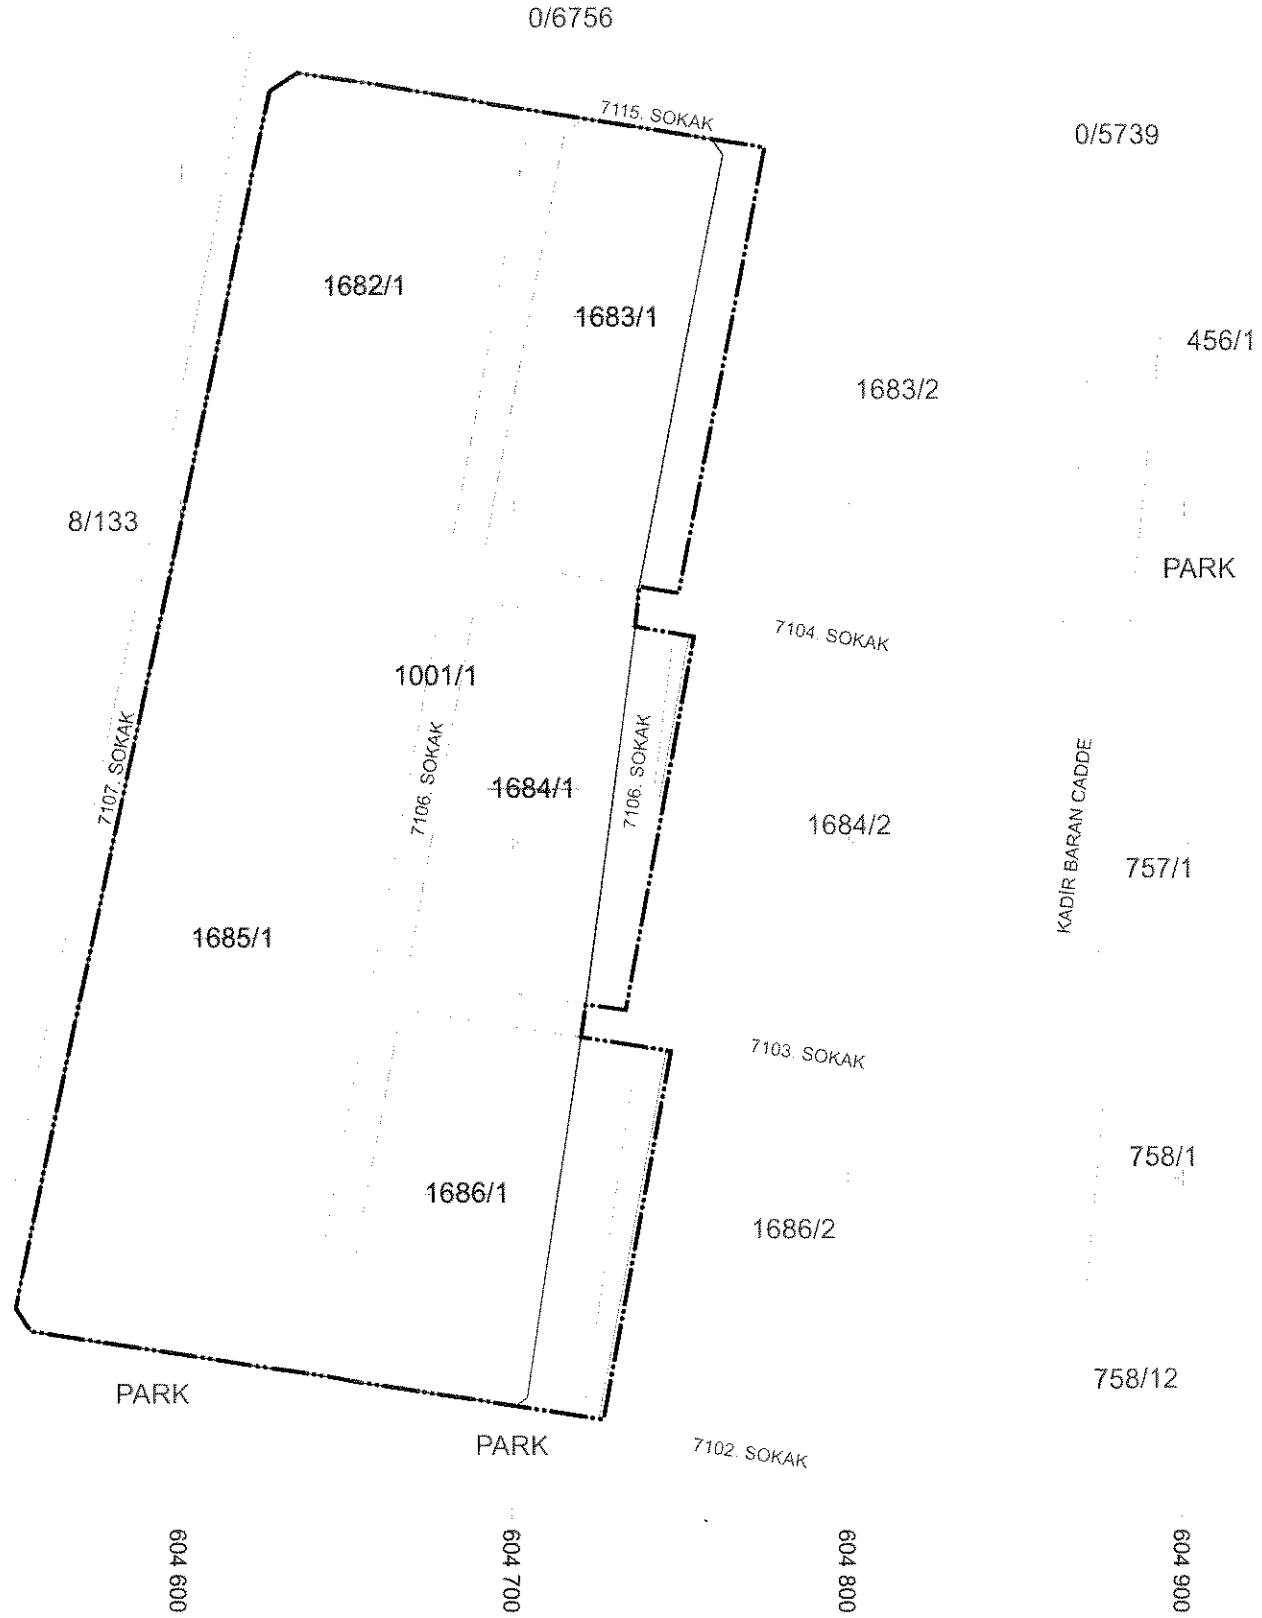 0/6756
7115. SOKAK
0/5739
1682/1
1683/1
456/1
1683/2
8/133
PARK
7104. SOKAK
1001/1
7107. SOKAK
7106. SOKAK
1684/1
7106. SOKAK
1684/2
KADİR BARAN CADDE
757/1
1685/1
7103. SOKAK
758/1
1686/1
1686/2
758/12
PARK
PARK
7102. SOKAK
604 600
604 700
604 800
604 900